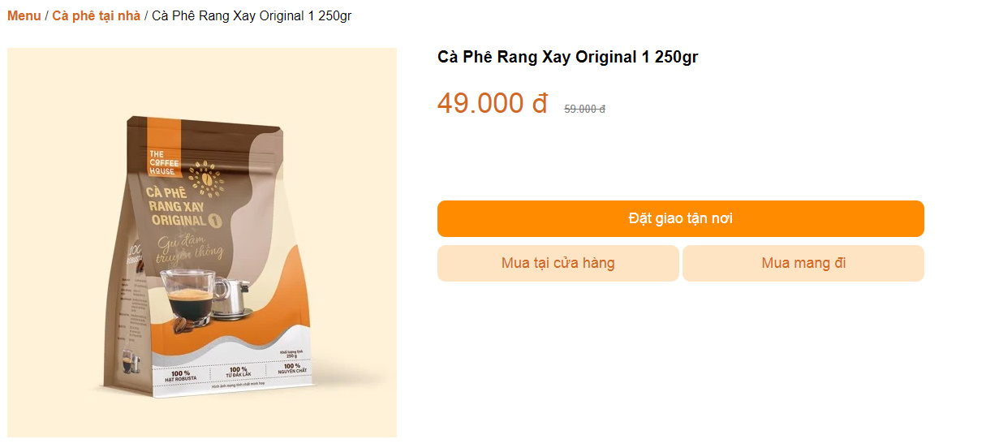 Menu / Cà phê tại nhà / Cà Phê Rang Xay Original 1 250gr
Cà Phê Rang Xay Original 1 250gr
49.000 đ 59.000 đ
Đặt giao tận nơi
Mua tại cửa hàng
Mua mang đi
THE
COFFEE
HOUSE
CÀ PHÊ
RANG XAY
ORIGINAL 1
Gu đậm
truyền thống
100
ROBUSTA
Khối lượng tịnh
250 g
100 %
HẠT ROBUSTA
100 %
TỪ ĐẮK LẮK
100 %
NGUYÊN CHẤT
Hình ảnh mang tính chất minh họa